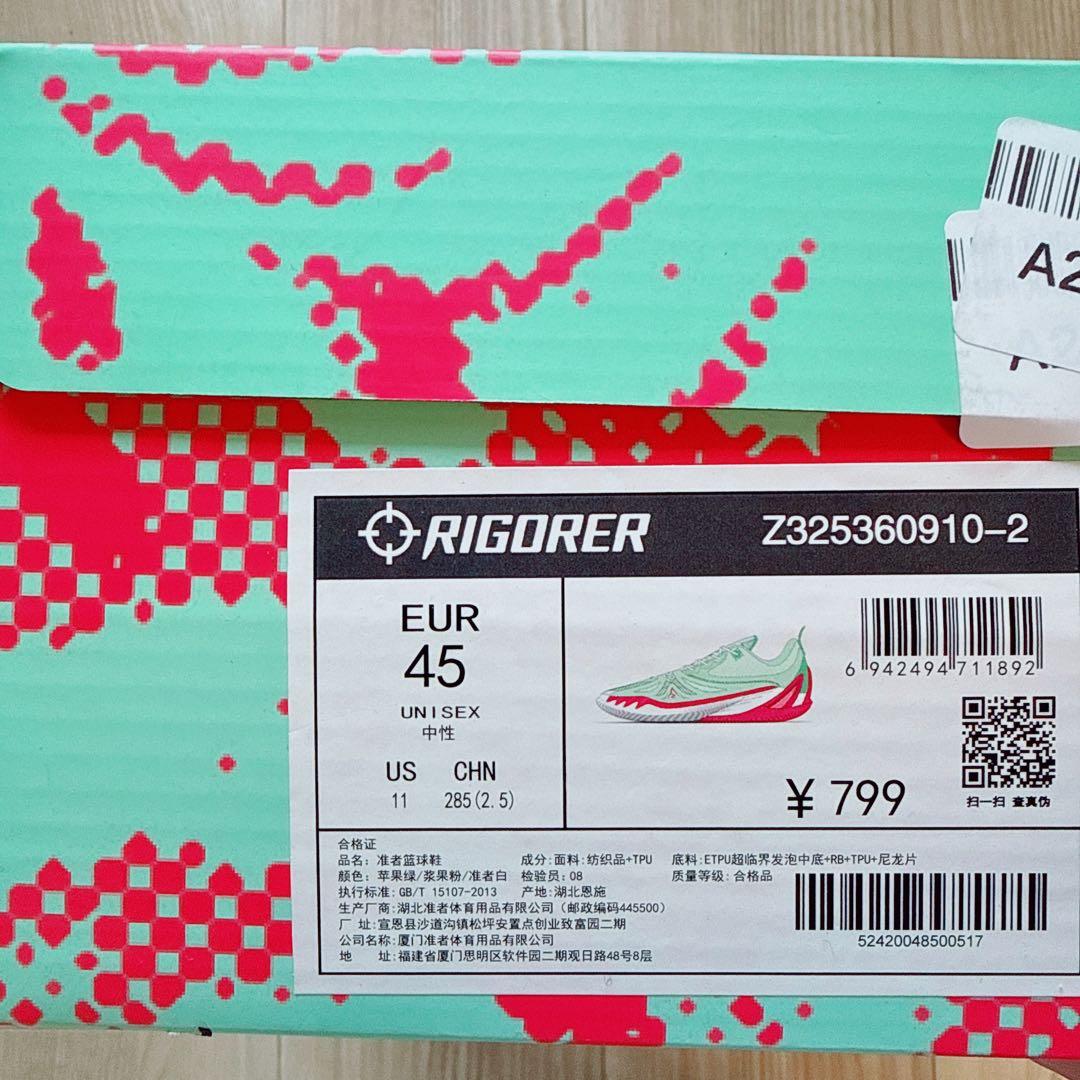 A2
RIGORER
Z325360910-2
EUR
45
UNISEX
中性
US CHN
11 285(2.5)
6 942494 711892
扫一扫 查真伪
¥ 799
合格证
品名: 准者篮球鞋 成分:面料:纺织品+TPU 底料:ETPU超临界发泡中底+RB+TPU+尼龙片
颜色: 苹果绿/浆果粉/准者白 检验员: 08 质量等级: 合格品
执行标准: GB/T 15107-2013 产地:湖北恩施
生产厂商:湖北准者体育用品有限公司（邮政编码445500）
厂 址:宣恩县沙道沟镇松坪安置点创业致富园二期
公司名称:厦门准者体育用品有限公司
地 址:福建省厦门思明区软件园二期观日路48号8层
52420048500517